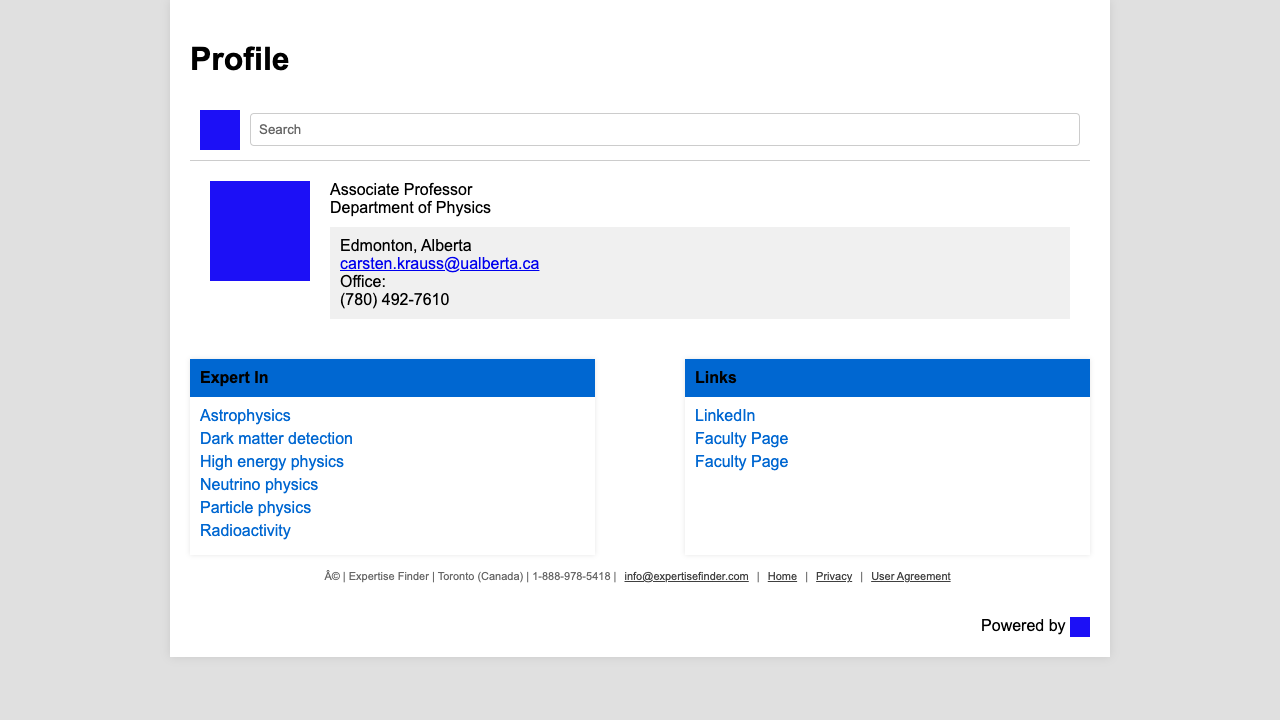 Profile
Search
Associate Professor
Department of Physics
Edmonton, Alberta
carsten.krauss@ualberta.ca
Office:
(780) 492-7610
Expert In
Astrophysics
Dark matter detection
High energy physics
Neutrino physics
Particle physics
Radioactivity
Links
LinkedIn
Faculty Page
Faculty Page
Â© | Expertise Finder | Toronto (Canada) | 1-888-978-5418 | info@expertisefinder.com | Home | Privacy | User Agreement
Powered by